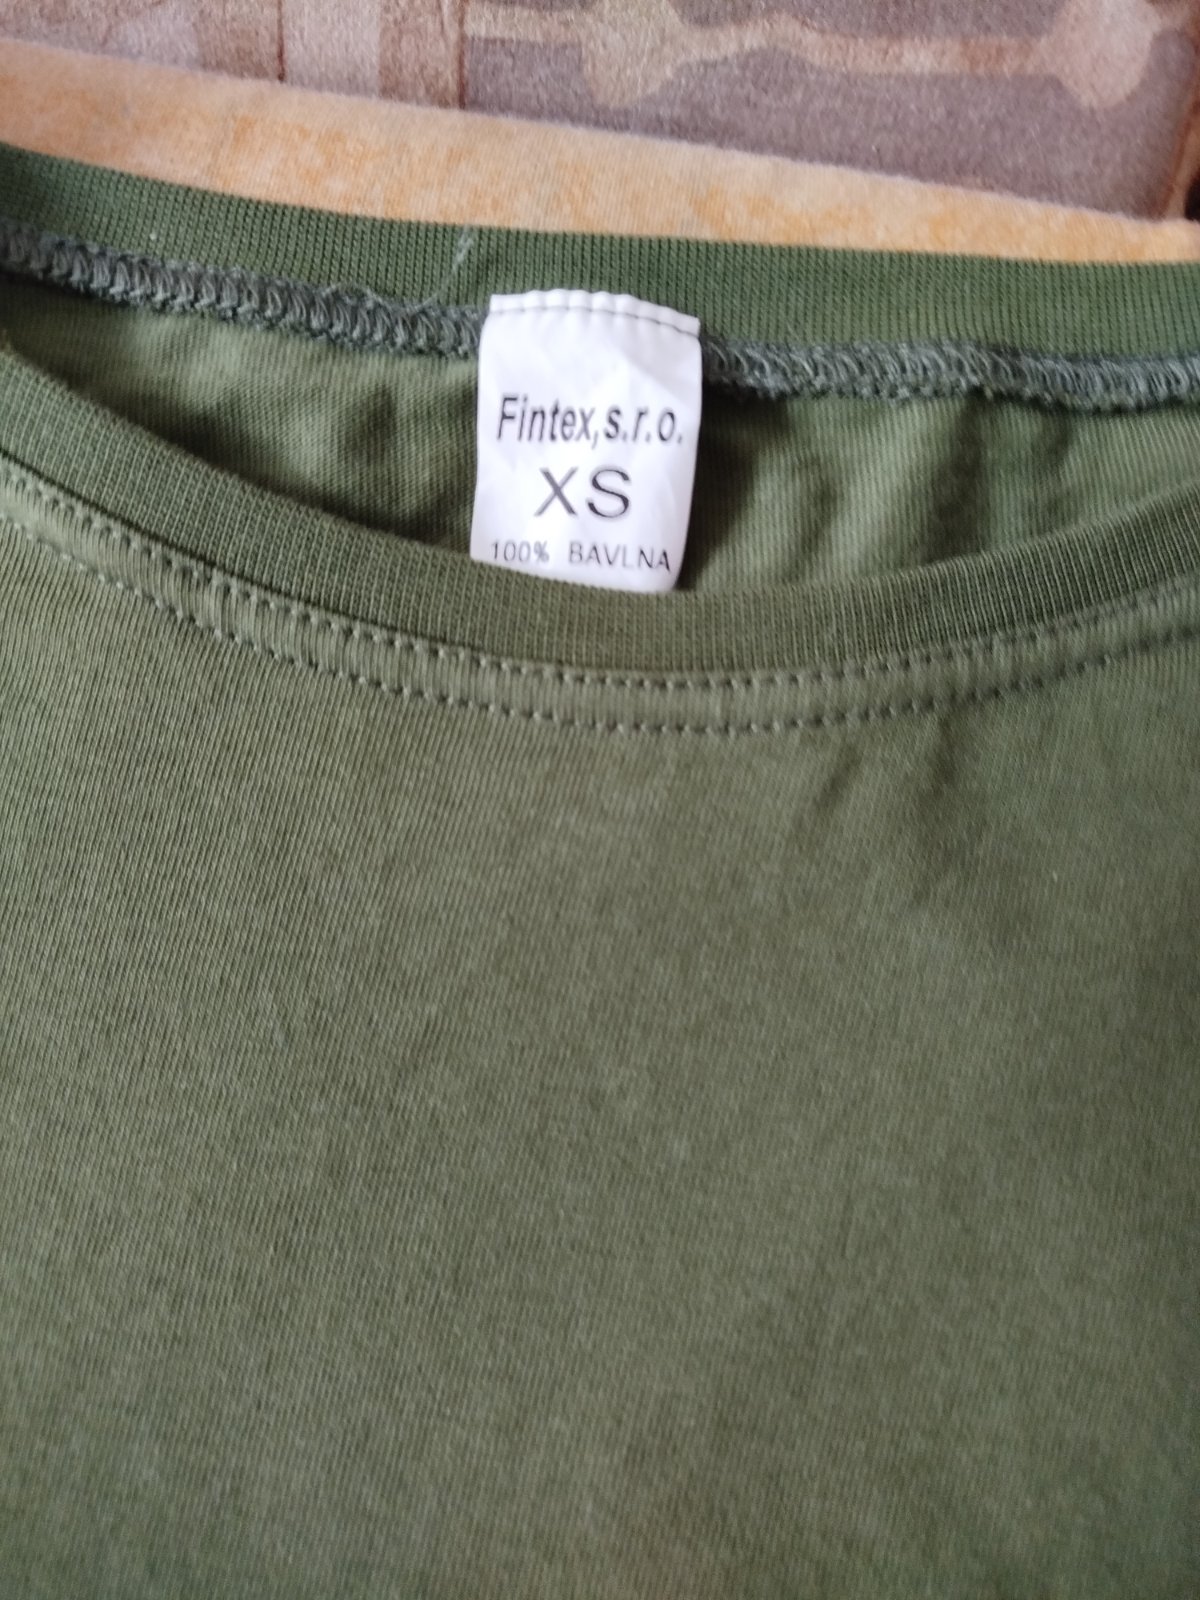 Fintex,s.r.o.
XS
100% BAVLNA